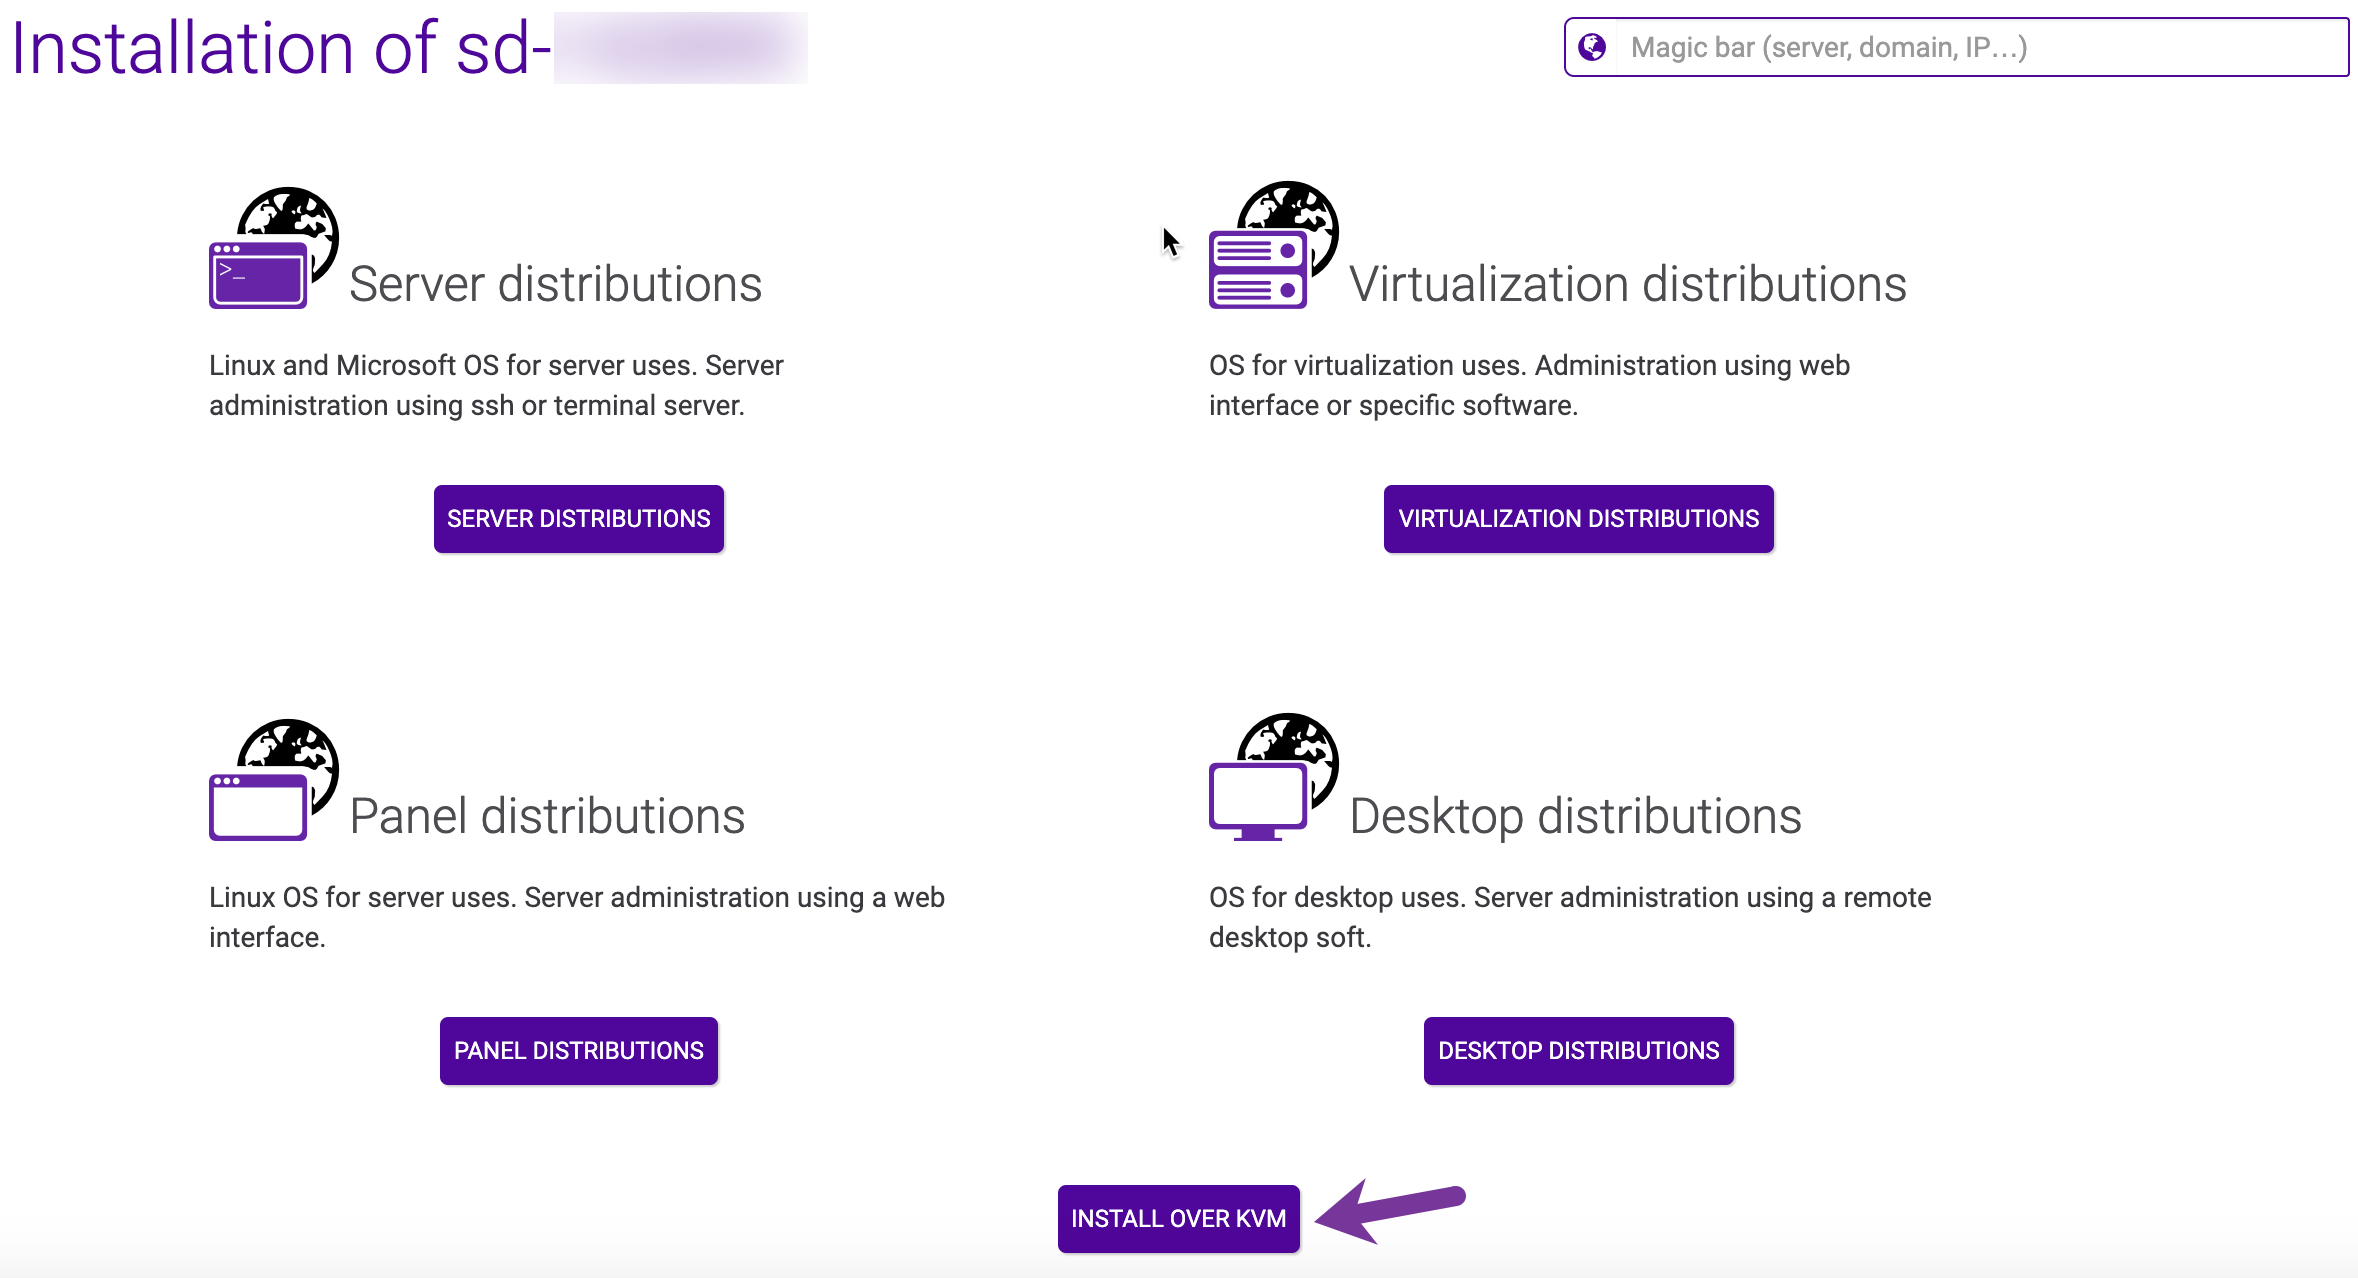 Installation of sd-
Magic bar (server, domain, IP...)
>_
Server distributions
Linux and Microsoft OS for server uses. Server
administration using ssh or terminal server.
SERVER DISTRIBUTIONS
Virtualization distributions
OS for virtualization uses. Administration using web
interface or specific software.
VIRTUALIZATION DISTRIBUTIONS
Panel distributions
Linux OS for server uses. Server administration using a web
interface.
PANEL DISTRIBUTIONS
Desktop distributions
OS for desktop uses. Server administration using a remote
desktop soft.
DESKTOP DISTRIBUTIONS
INSTALL OVER KVM